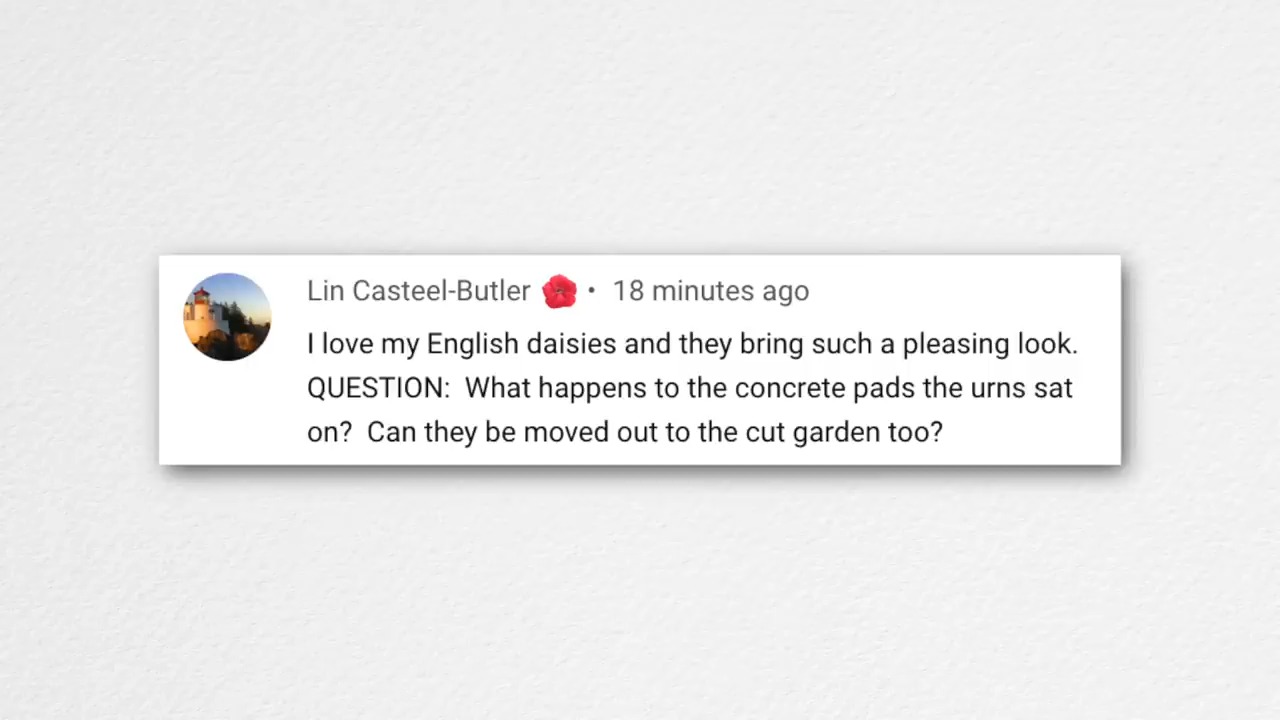 Lin Casteel-Butler • 18 minutes ago
I love my English daisies and they bring such a pleasing look.
QUESTION:  What happens to the concrete pads the urns sat
on?  Can they be moved out to the cut garden too?